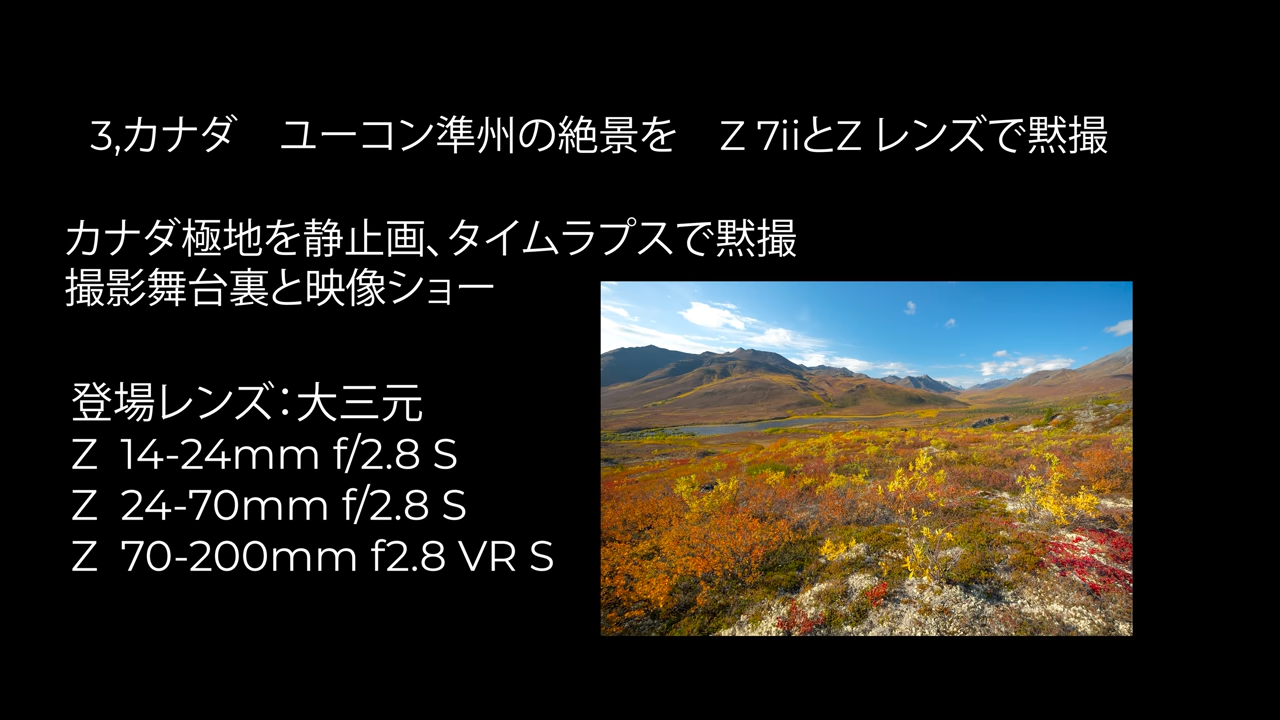 3,カナダ　ユーコン準州の絶景を　Z 7iiとZ レンズで黙撮
カナダ極地を静止画、タイムラプスで黙撮
撮影舞台裏と映像ショー
登場レンズ：大三元
Z 14-24mm f/2.8 S
Z 24-70mm f/2.8 S
Z 70-200mm f2.8 VR S